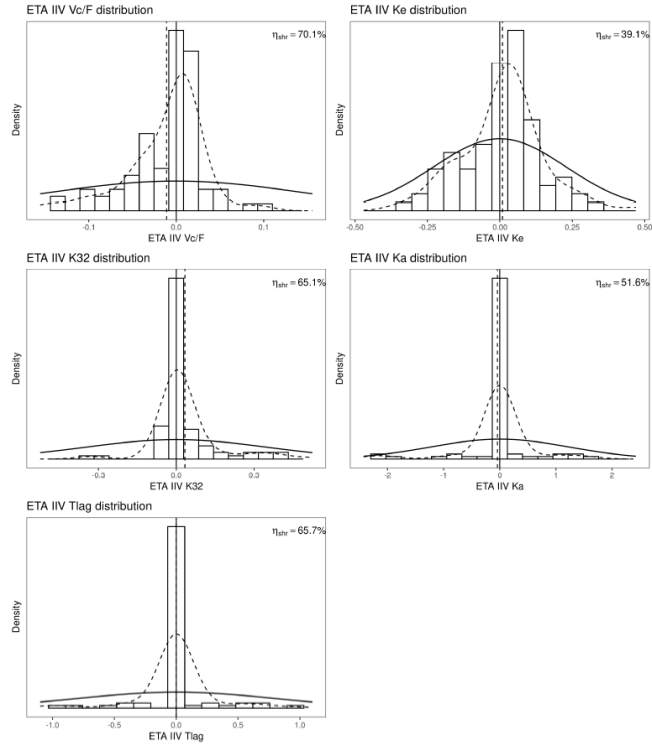 ETA IIV Vc/F distribution
ηshr = 70.1%
Density
-0.1
0.0
0.1
ETA IIV Vc/F
ETA IIV Ke distribution
ηshr = 39.1%
Density
-0.50
-0.25
0.00
0.25
0.50
ETA IIV Ke
ETA IIV K32 distribution
ηshr = 65.1%
Density
-0.3
0.0
0.3
ETA IIV K32
ETA IIV Ka distribution
ηshr = 51.6%
Density
-2
-1
0
1
2
ETA IIV Ka
ETA IIV Tlag distribution
ηshr = 65.7%
Density
-1.0
-0.5
0.0
0.5
1.0
ETA IIV Tlag